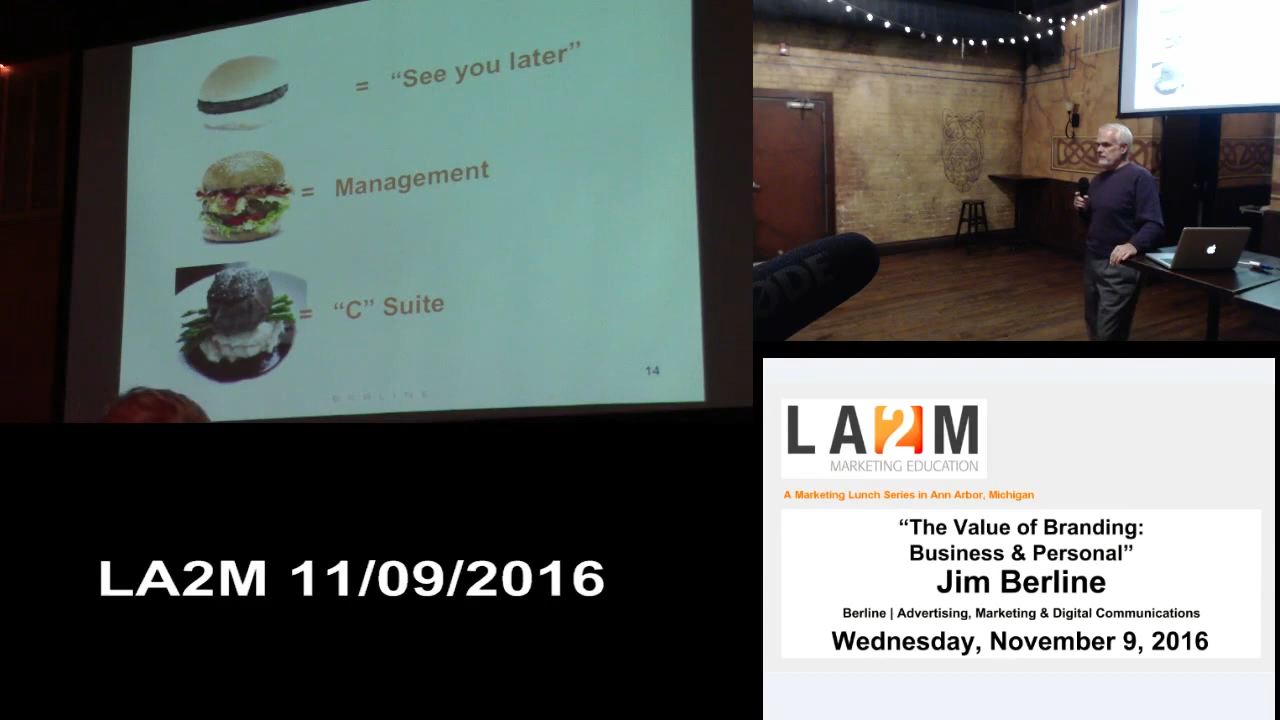 = “See you later”
= Management
= “C” Suite
14
BERLINE
RODE
LA2M 11/09/2016
LA2M
MARKETING EDUCATION
A Marketing Lunch Series in Ann Arbor, Michigan
“The Value of Branding:
Business & Personal”
Jim Berline
Berline | Advertising, Marketing & Digital Communications
Wednesday, November 9, 2016